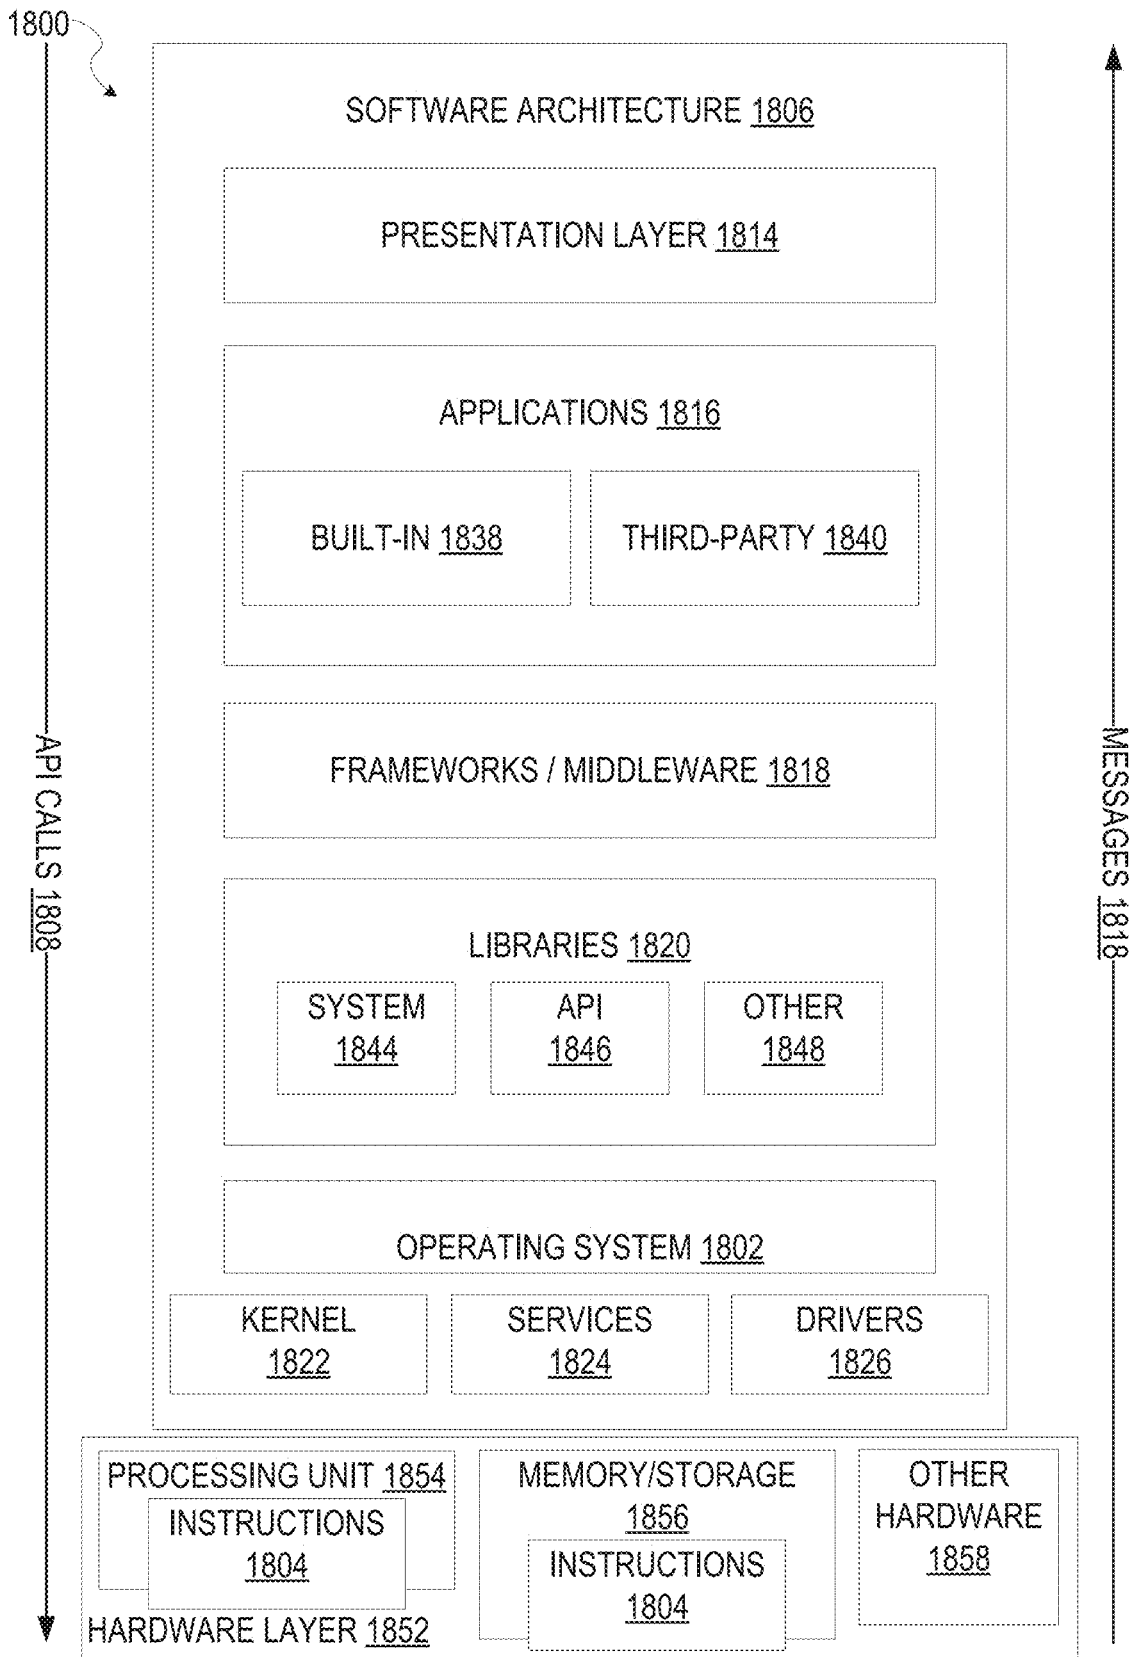 1800
SOFTWARE ARCHITECTURE 1806
PRESENTATION LAYER 1814
APPLICATIONS 1816
BUILT-IN 1838
THIRD-PARTY 1840
FRAMEWORKS / MIDDLEWARE 1818
API CALLS 1808
MESSAGES 1818
LIBRARIES 1820
SYSTEM
1844
API
1846
OTHER
1848
OPERATING SYSTEM 1802
KERNEL
1822
SERVICES
1824
DRIVERS
1826
PROCESSING UNIT 1854
INSTRUCTIONS
1804
MEMORY/STORAGE
1856
INSTRUCTIONS
1804
OTHER
HARDWARE
1858
HARDWARE LAYER 1852